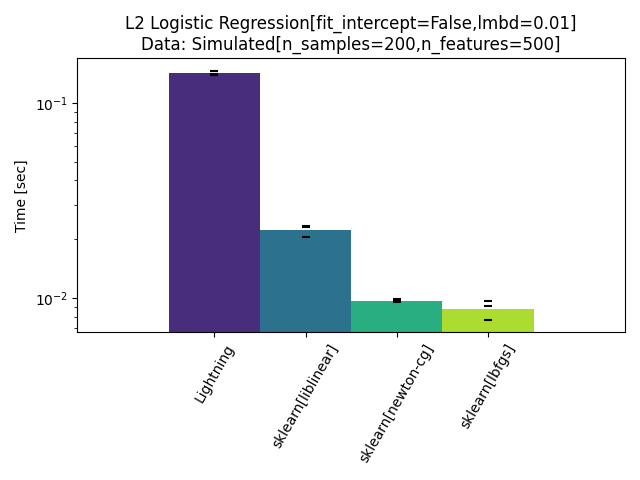 L2 Logistic Regression[fit_intercept=False,lmbd=0.01]
Data: Simulated[n_samples=200,n_features=500]
Time [sec]
10⁻¹
10⁻²
Lightning
sklearn[liblinear]
sklearn[newton-cg]
sklearn[lbfgs]